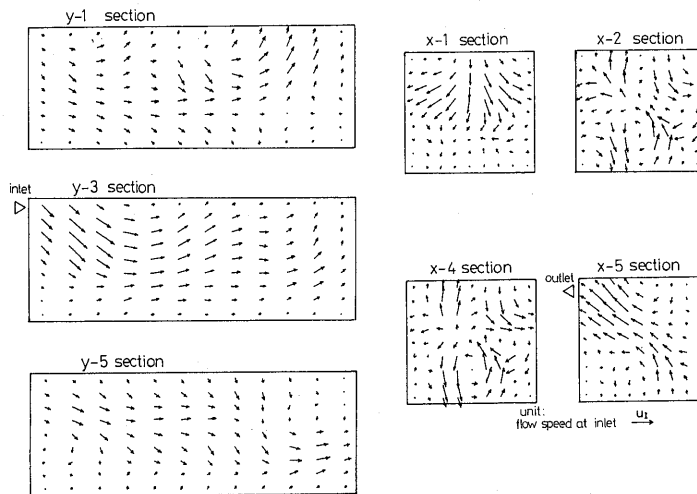 y-1 section
x-1 section
x-2 section
inlet
y-3 section
x-4 section
outlet
x-5 section
y-5 section
unit:
flow speed at inlet
uI